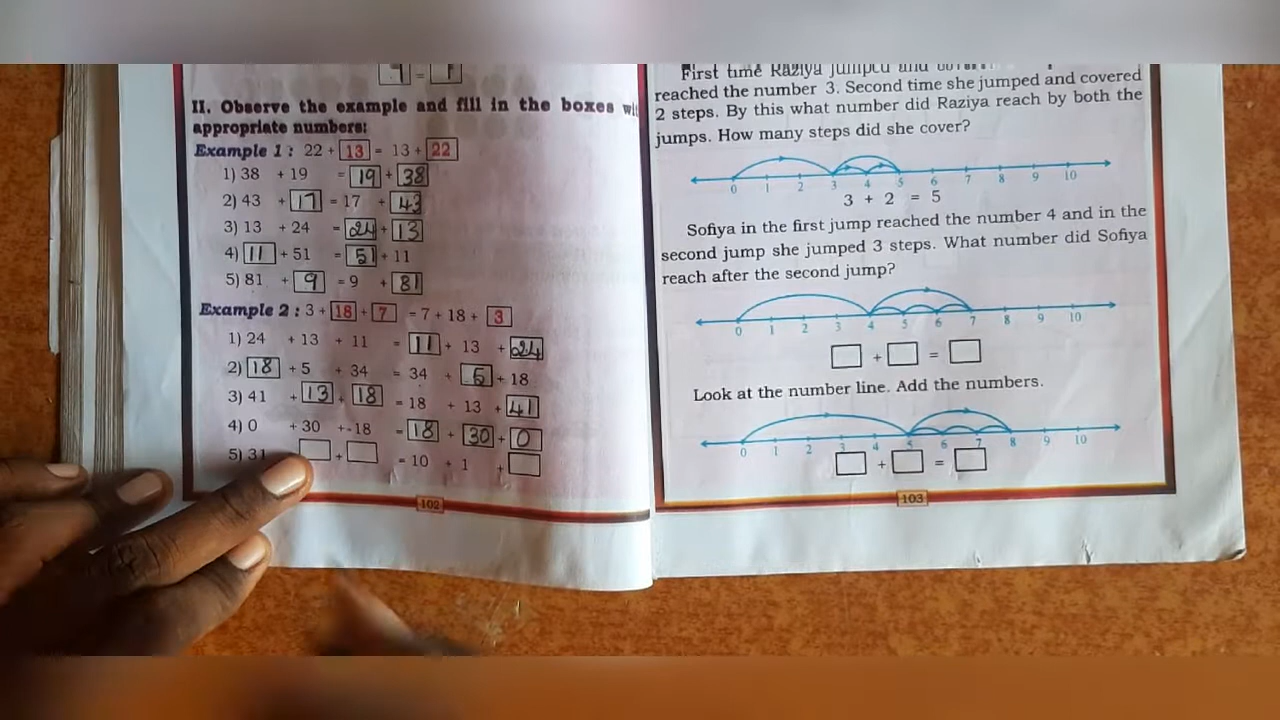 II. Observe the example and fill in the boxes
appropriate numbers:
Example 1 : 22 + 13 = 13 + 22
1) 38 + 19 = 19 + 38
2) 43 + 17 = 17 + 43
3) 13 + 24 = 24 + 13
4) 11 + 51 = 51 + 11
5) 81 + 9 = 9 + 81
Example 2 : 3 + 18 + 7 = 7 + 18 + 3
1) 24 + 13 + 11 = 11 + 13 + 24
2) 18 + 5 + 34 = 34 + 5 + 18
3) 41 + 13 + 18 = 18 + 13 + 41
4) 0 + 30 + 18 = 18 + 30 + 0
5) 31 + = 10 + 1 +
102
First time Raziya jumped and
reached the number 3. Second time she jumped and covered
2 steps. By this what number did Raziya reach by both the
jumps. How many steps did she cover?
0 1 2 3 4 5 6 7 8 9 10
3 + 2 = 5
Sofiya in the first jump reached the number 4 and in the
second jump she jumped 3 steps. What number did Sofiya
reach after the second jump?
0 1 2 3 4 5 6 7 8 9 10
+ =
Look at the number line. Add the numbers.
0 1 2 3 4 5 6 7 8 9 10
+ =
103